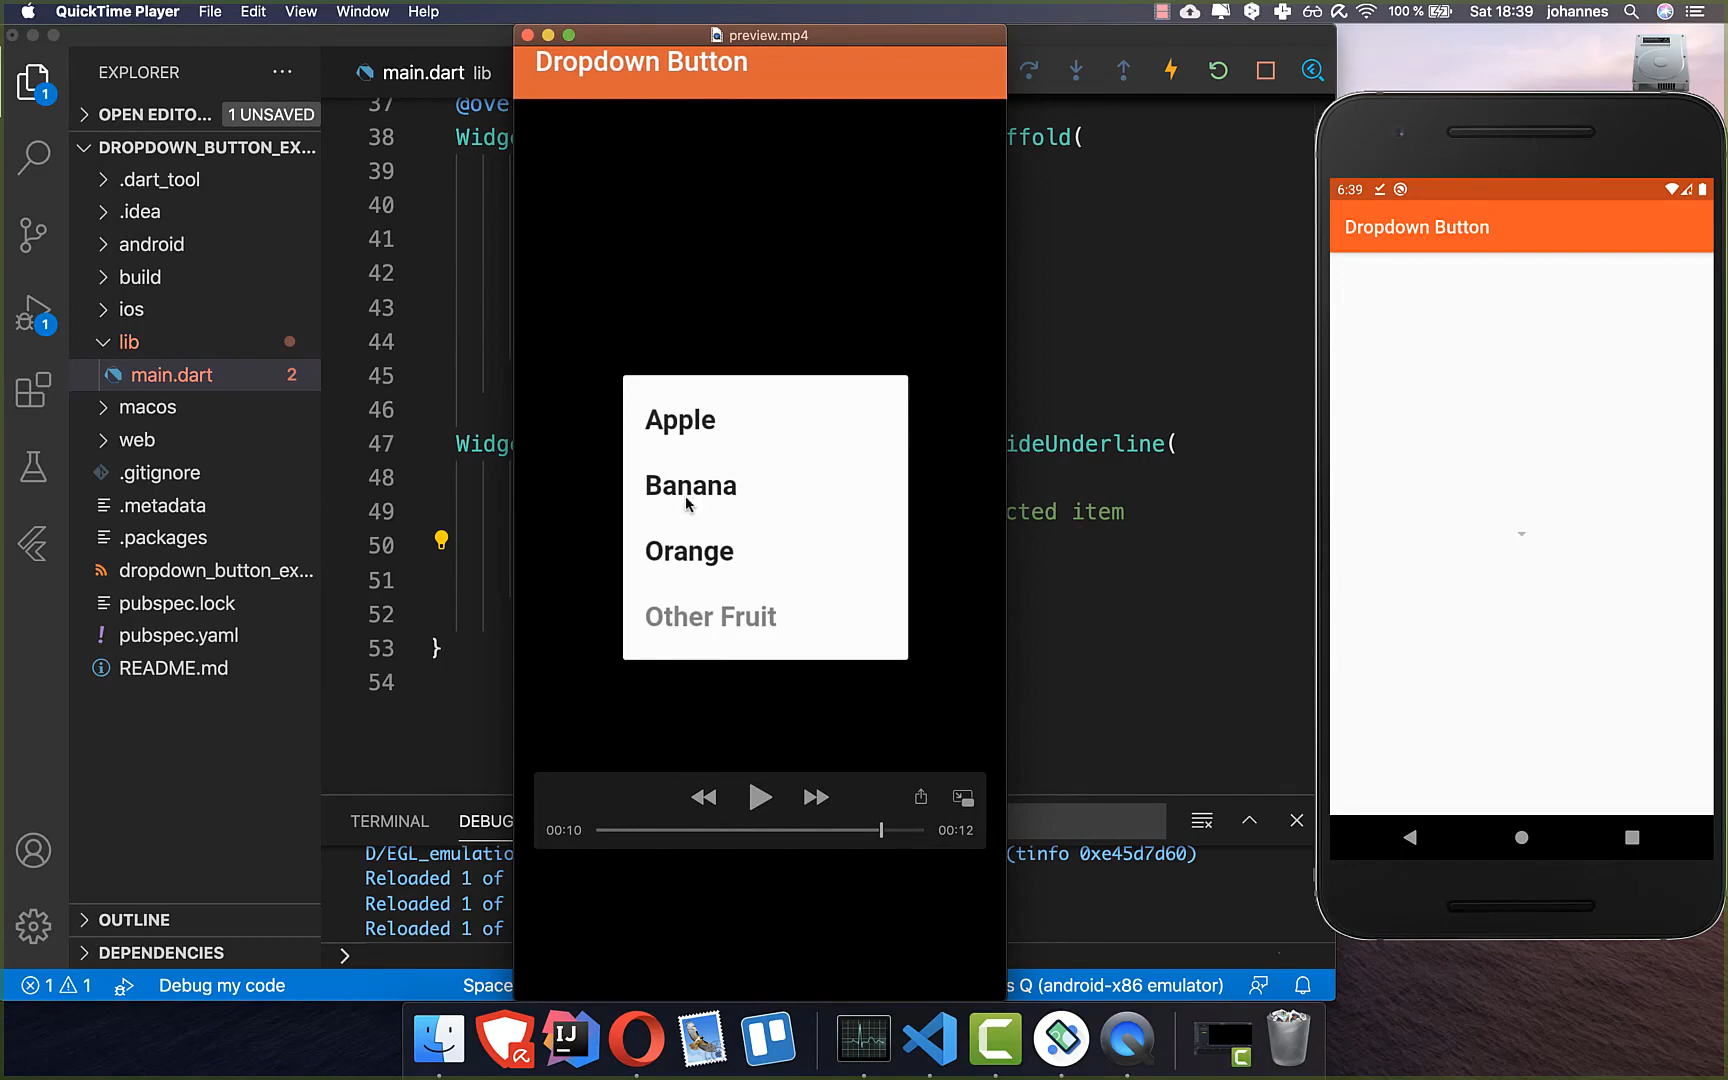 QuickTime Player File Edit View Window Help
100 % Sat 18:39 johannes
preview.mp4
Dropdown Button
EXPLORER
main.dart lib
OPEN EDITO... 1 UNSAVED
DROPDOWN_BUTTON_EX...
.dart_tool
.idea
android
build
ios
lib
main.dart 2
macos
web
.gitignore
.metadata
.packages
dropdown_button_ex...
pubspec.lock
pubspec.yaml
README.md
OUTLINE
DEPENDENCIES
1
1
37 @ove
38 Widge ffold(
39
40
41
42
43
44
45
46
47 Widge ideUnderline(
48
49 cted item
50
51
52
53 }
54
Apple
Banana
Orange
Other Fruit
00:10 00:12
TERMINAL DEBUG
D/EGL_emulatio (tinfo 0xe45d7d60)
Reloaded 1 of
Reloaded 1 of
Reloaded 1 of
>
1 1 Debug my code Space s Q (android-x86 emulator)
6:39
Dropdown Button
IJ